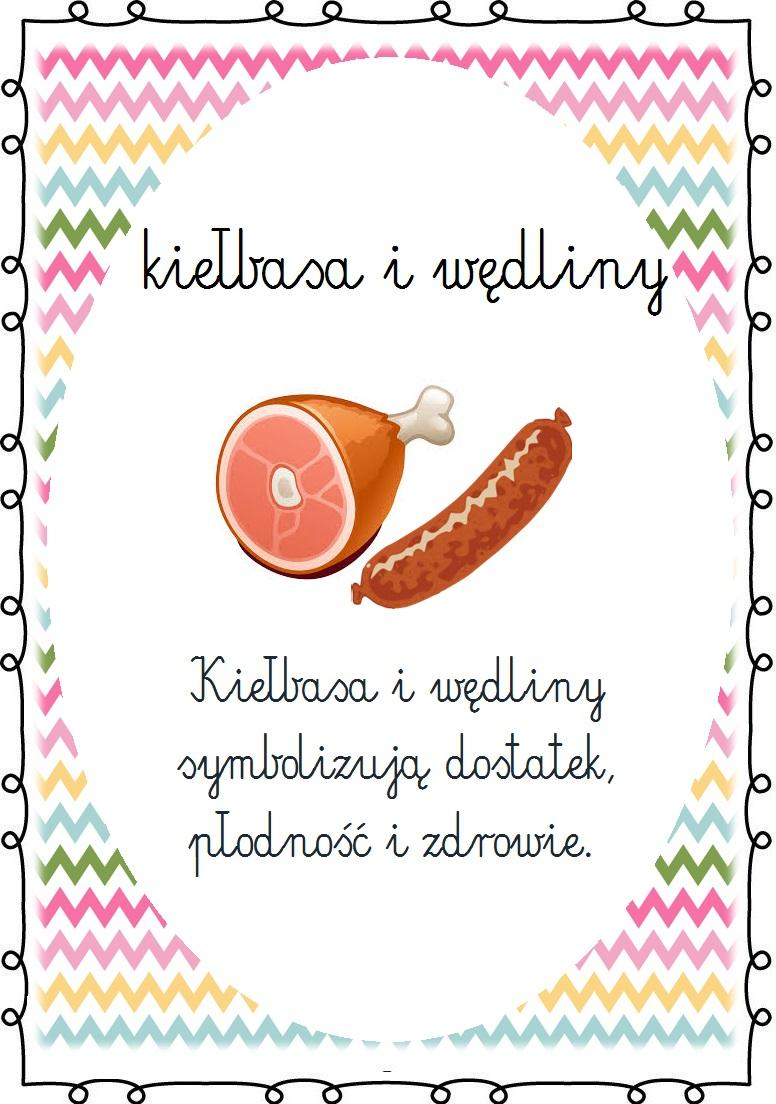 kiełbasa i wędliny
Kiełbasa i wędliny
symbolizują dostatek,
płodność i zdrowie.